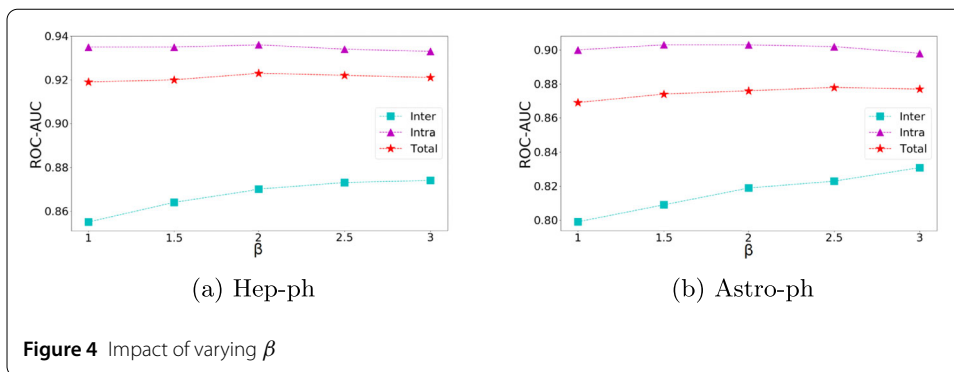 0.94
0.92
0.90
0.88
0.86
ROC-AUC
Inter
Intra
Total
1 1.5 2 2.5 3
β
(a) Hep-ph
0.90
0.88
0.86
0.84
0.82
0.80
ROC-AUC
Inter
Intra
Total
1 1.5 2 2.5 3
β
(b) Astro-ph
Figure 4 Impact of varying β